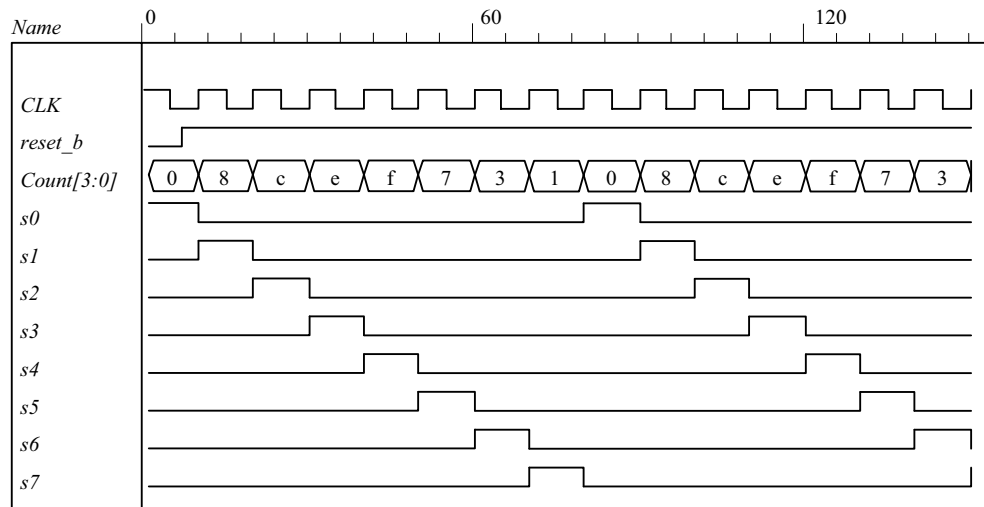 Name 0 60 120
CLK
reset_b
Count[3:0] 0 8 c e f 7 3 1 0 8 c e f 7 3
s0
s1
s2
s3
s4
s5
s6
s7